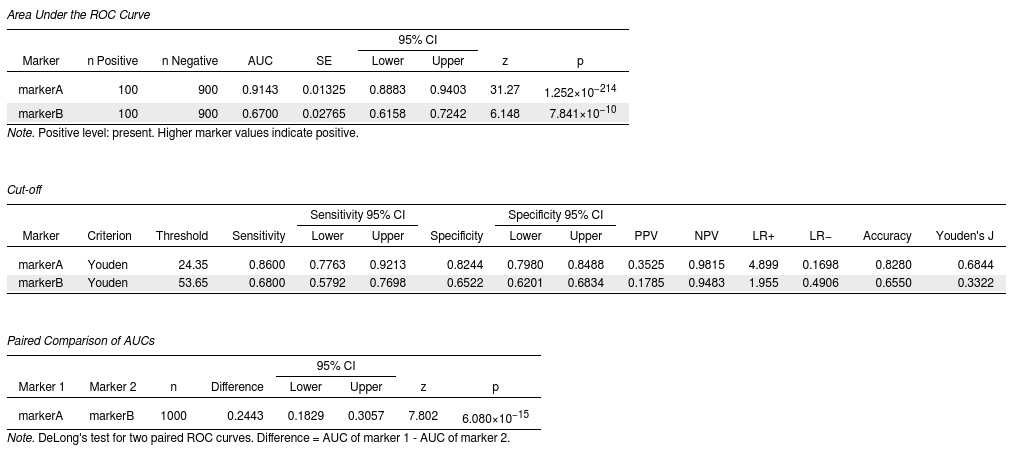 Area Under the ROC Curve
95% CI
Marker n Positive n Negative AUC SE Lower Upper z p
markerA 100 900 0.9143 0.01325 0.8883 0.9403 31.27 1.252×10⁻²¹⁴
markerB 100 900 0.6700 0.02765 0.6158 0.7242 6.148 7.841×10⁻¹⁰
Note. Positive level: present. Higher marker values indicate positive.
Cut-off
Sensitivity 95% CI Specificity 95% CI
Marker Criterion Threshold Sensitivity Lower Upper Specificity Lower Upper PPV NPV LR+ LR− Accuracy Youden's J
markerA Youden 24.35 0.8600 0.7763 0.9213 0.8244 0.7980 0.8488 0.3525 0.9815 4.899 0.1698 0.8280 0.6844
markerB Youden 53.65 0.6800 0.5792 0.7698 0.6522 0.6201 0.6834 0.1785 0.9483 1.955 0.4906 0.6550 0.3322
Paired Comparison of AUCs
95% CI
Marker 1 Marker 2 n Difference Lower Upper z p
markerA markerB 1000 0.2443 0.1829 0.3057 7.802 6.080×10⁻¹⁵
Note. DeLong's test for two paired ROC curves. Difference = AUC of marker 1 - AUC of marker 2.